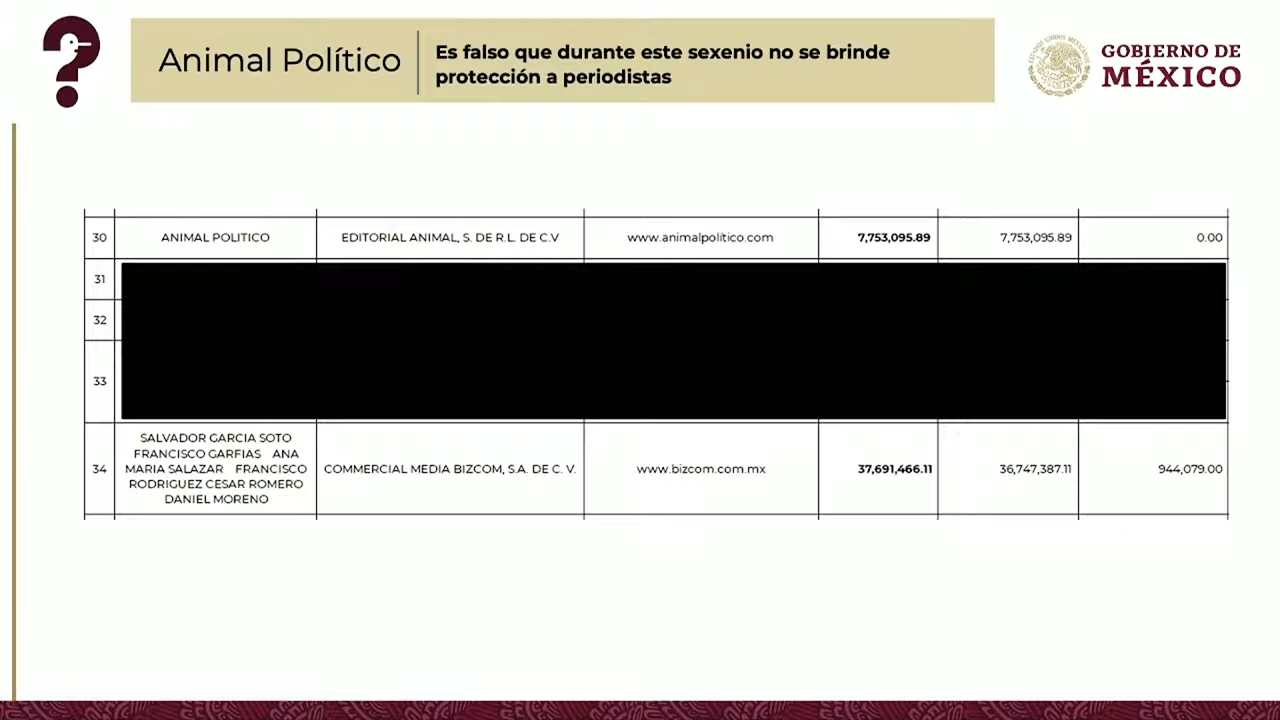 Animal Político
Es falso que durante este sexenio no se brinde
protección a periodistas
GOBIERNO DE
MÉXICO
30 ANIMAL POLITICO EDITORIAL ANIMAL, S. DE R.L. DE C.V www.animalpolítico.com 7,753,095.89 7,753,095.89 0.00
31
32
33
SALVADOR GARCIA SOTO
FRANCISCO GARFIAS ANA
34 MARIA SALAZAR FRANCISCO COMMERCIAL MEDIA BIZCOM, S.A. DE C. V. www.bizcom.com.mx 37,691,466.11 36,747,387.11 944,079.00
RODRIGUEZ CESAR ROMERO
DANIEL MORENO